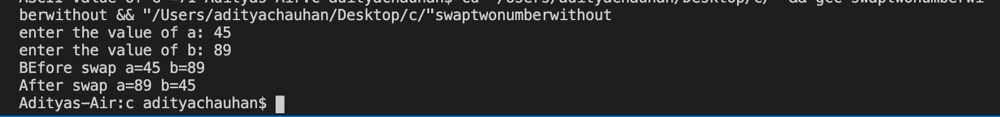 berwithout && "/Users/adityachauhan/Desktop/c/"swaptwonumberwithout
enter the value of a: 45
enter the value of b: 89
BEfore swap a=45 b=89
After swap a=89 b=45
Adityas-Air:c adityachauhan$